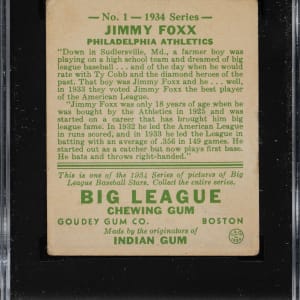 No. 1 — 1934 Series
JIMMY FOXX
PHILADELPHIA ATHLETICS
"Down in Sudlersville, Md., a farmer boy was
playing on a high school team and dreamed of big
league baseball . . . and of the day when he would
rate with Ty Cobb and the diamond heroes of the
past. That boy was Jimmy Foxx . . . and he . . . well,
in 1933 they voted Jimmy Foxx the best player
of the American League.
"Jimmy Foxx was only 18 years of age when he
was bought by the Athletics in 1925 and was
started on a career that has brought him big
league fame. In 1932 he led the American League
in runs scored, and in 1933 he led the League in
batting with an average of .356 in 149 games. He
started out as a catcher but now plays first base.
He bats and throws right-handed."
This is one of the 1934 Series of pictures of Big
League Baseball Stars. Collect the entire series.
BIG LEAGUE
CHEWING GUM
GOUDEY GUM CO. BOSTON
Made by the originators of
INDIAN GUM